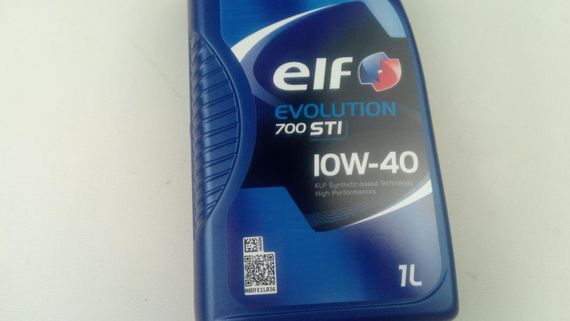 elf
EVOLUTION
700 STI
10W-40
ELF Synthetic-based Technology
High Performances
1L